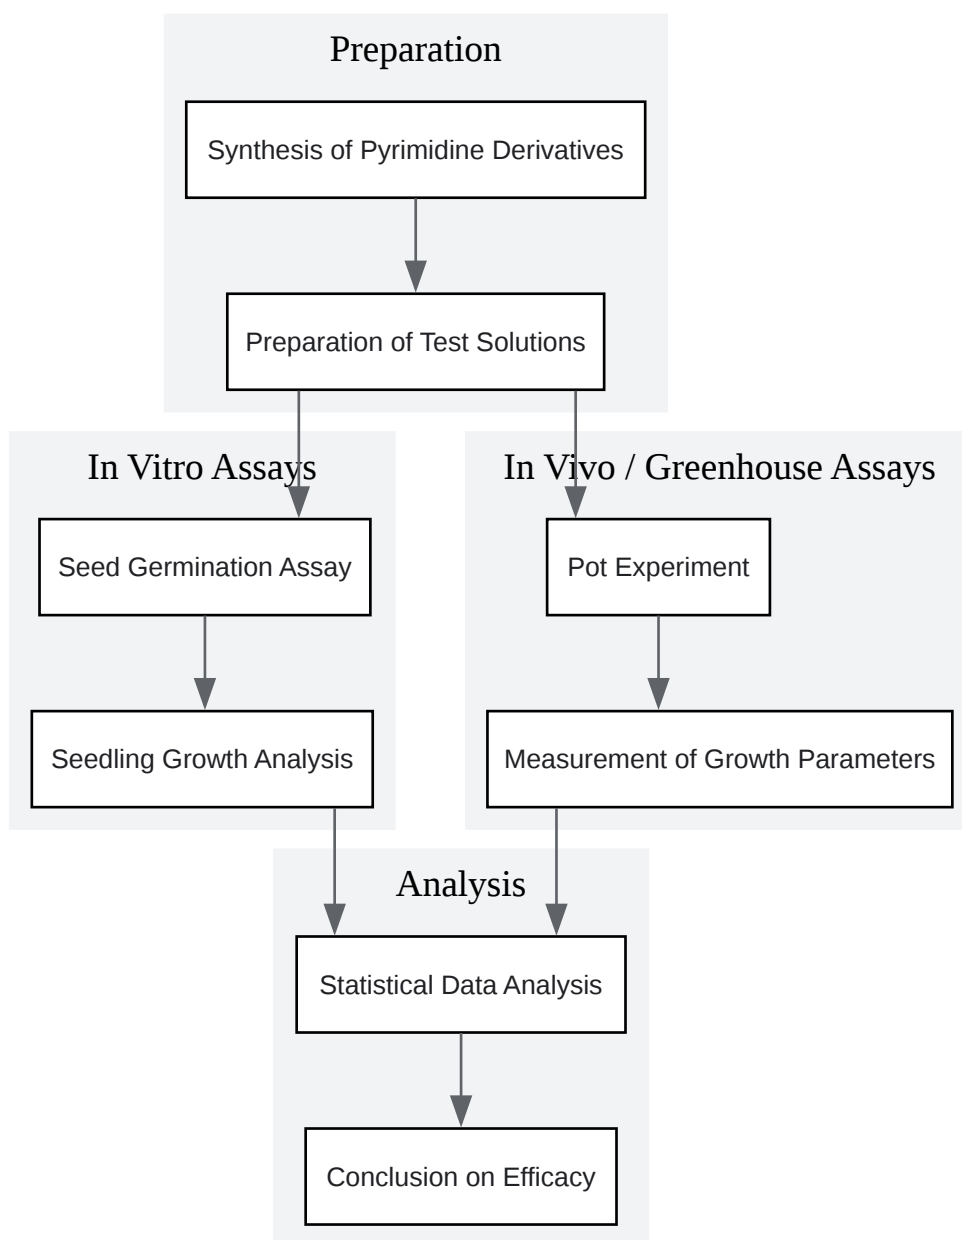 Preparation
Synthesis of Pyrimidine Derivatives
Preparation of Test Solutions
In Vitro Assays
Seed Germination Assay
Seedling Growth Analysis
In Vivo / Greenhouse Assays
Pot Experiment
Measurement of Growth Parameters
Analysis
Statistical Data Analysis
Conclusion on Efficacy